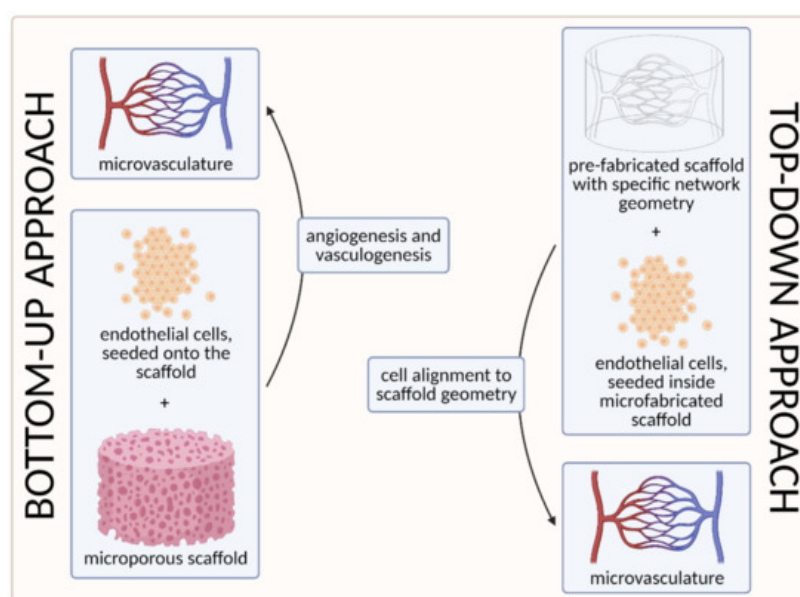 BOTTOM-UP APPROACH
microvasculature
endothelial cells,
seeded onto the
scaffold
+
microporous scaffold
angiogenesis and
vasculogenesis
cell alignment to
scaffold geometry
pre-fabricated scaffold
with specific network
geometry
+
endothelial cells,
seeded inside
microfabricated
scaffold
microvasculature
TOP-DOWN APPROACH